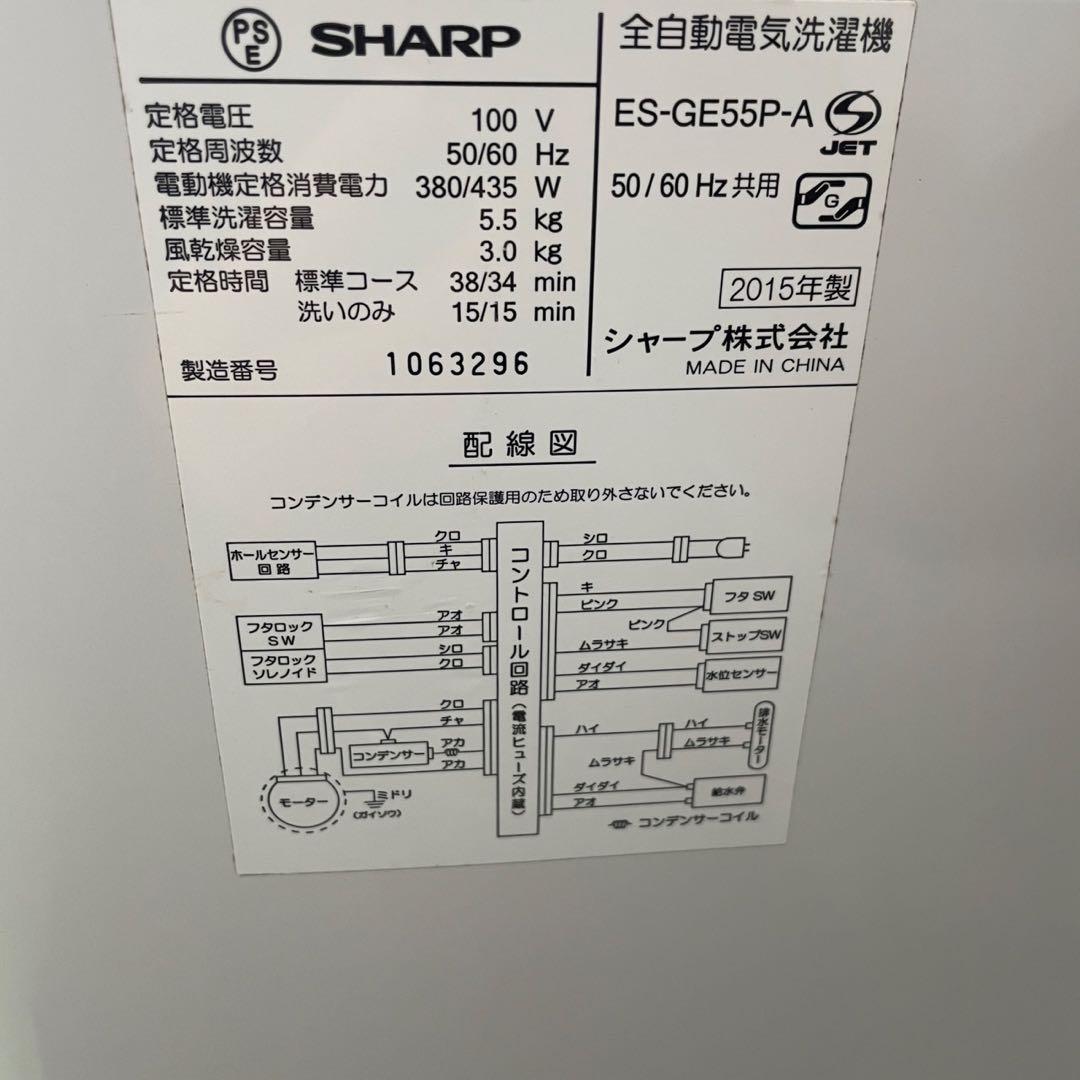 PSE SHARP
全自動電気洗濯機
定格電圧 100 V
定格周波数 50/60 Hz
電動機定格消費電力 380/435 W
標準洗濯容量 5.5 kg
風乾燥容量 3.0 kg
定格時間 標準コース 38/34 min
洗いのみ 15/15 min
製造番号 1063296
ES-GE55P-A
JET
50/60 Hz 共用
G
2015年製
シャープ株式会社
MADE IN CHINA
配線図
コンデンサーコイルは回路保護用のため取り外さないでください。
ホールセンサー
回路
クロ
キ
チャ
フタロック
SW
アオ
アオ
フタロック
ソレノイド
シロ
クロ
クロ
チャ
コンデンサー
アカ
アカ
モーター
ミドリ
(ガイソウ)
コントロール回路(電流ヒューズ内蔵)
シロ
クロ
キ
ピンク
フタ SW
ピンク
ムラサキ
ストップSW
ダイダイ
アオ
水位センサー
ハイ
ハイ
ムラサキ
排水モーター
ムラサキ
ダイダイ
アオ
給水弁
コンデンサーコイル